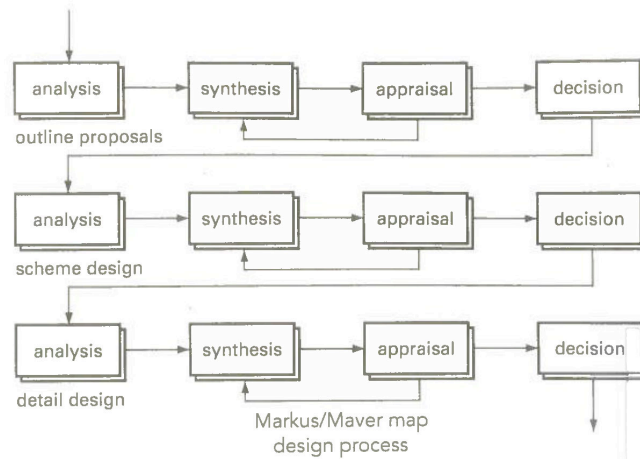 analysis
synthesis
appraisal
decision
outline proposals
analysis
synthesis
appraisal
decision
scheme design
analysis
synthesis
appraisal
decision
detail design
Markus/Maver map
design process